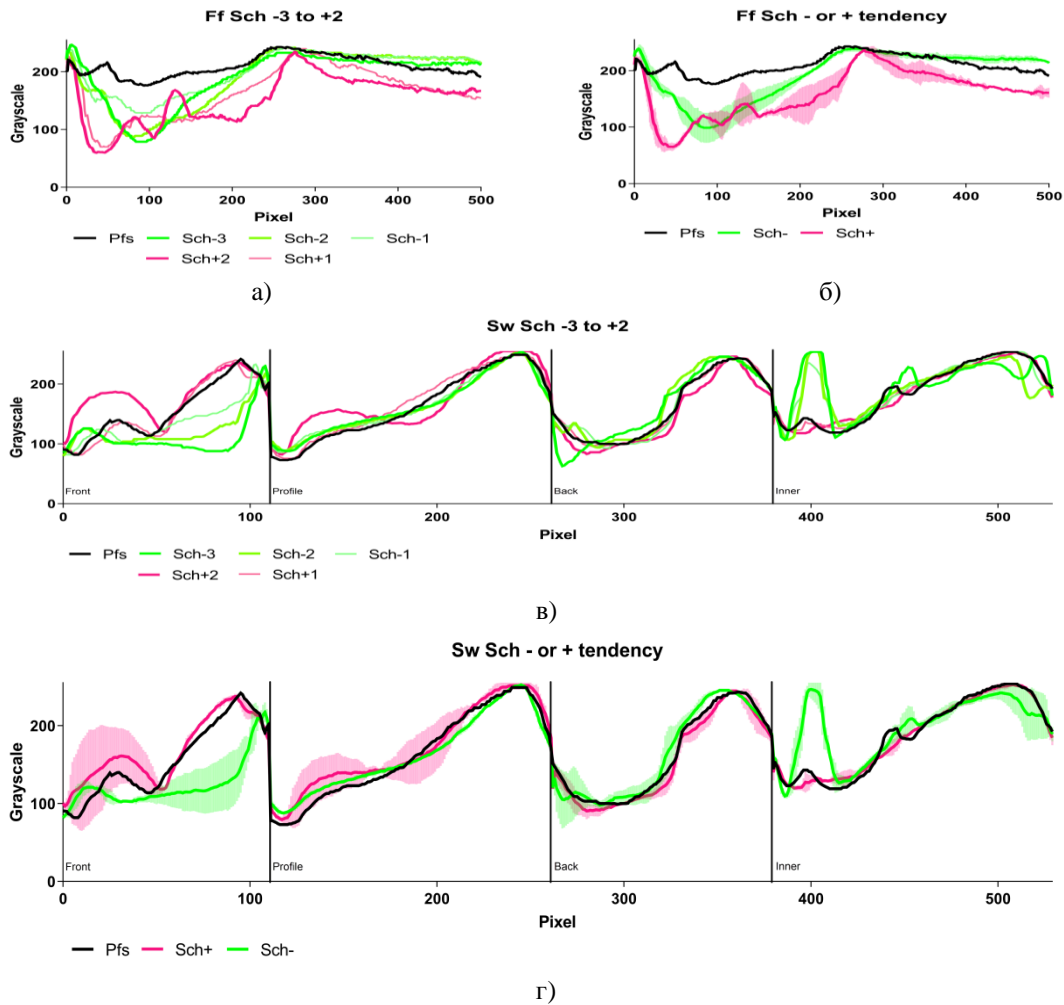 Ff Sch -3 to +2
Ff Sch - or + tendency
200
100
0
Grayscale
0 100 200 300 400 500
Pixel
Pfs Sch-3 Sch-2 Sch-1
Sch+2 Sch+1
200
100
0
Grayscale
0 100 200 300 400 500
Pixel
Pfs Sch- Sch+
а) б)
Sw Sch -3 to +2
200
100
0
Grayscale
Front Profile Back Inner
0 100 200 300 400 500
Pixel
Pfs Sch-3 Sch-2 Sch-1
Sch+2 Sch+1
в)
Sw Sch - or + tendency
200
100
0
Grayscale
Front Profile Back Inner
0 100 200 300 400 500
Pixel
Pfs Sch+ Sch-
г)